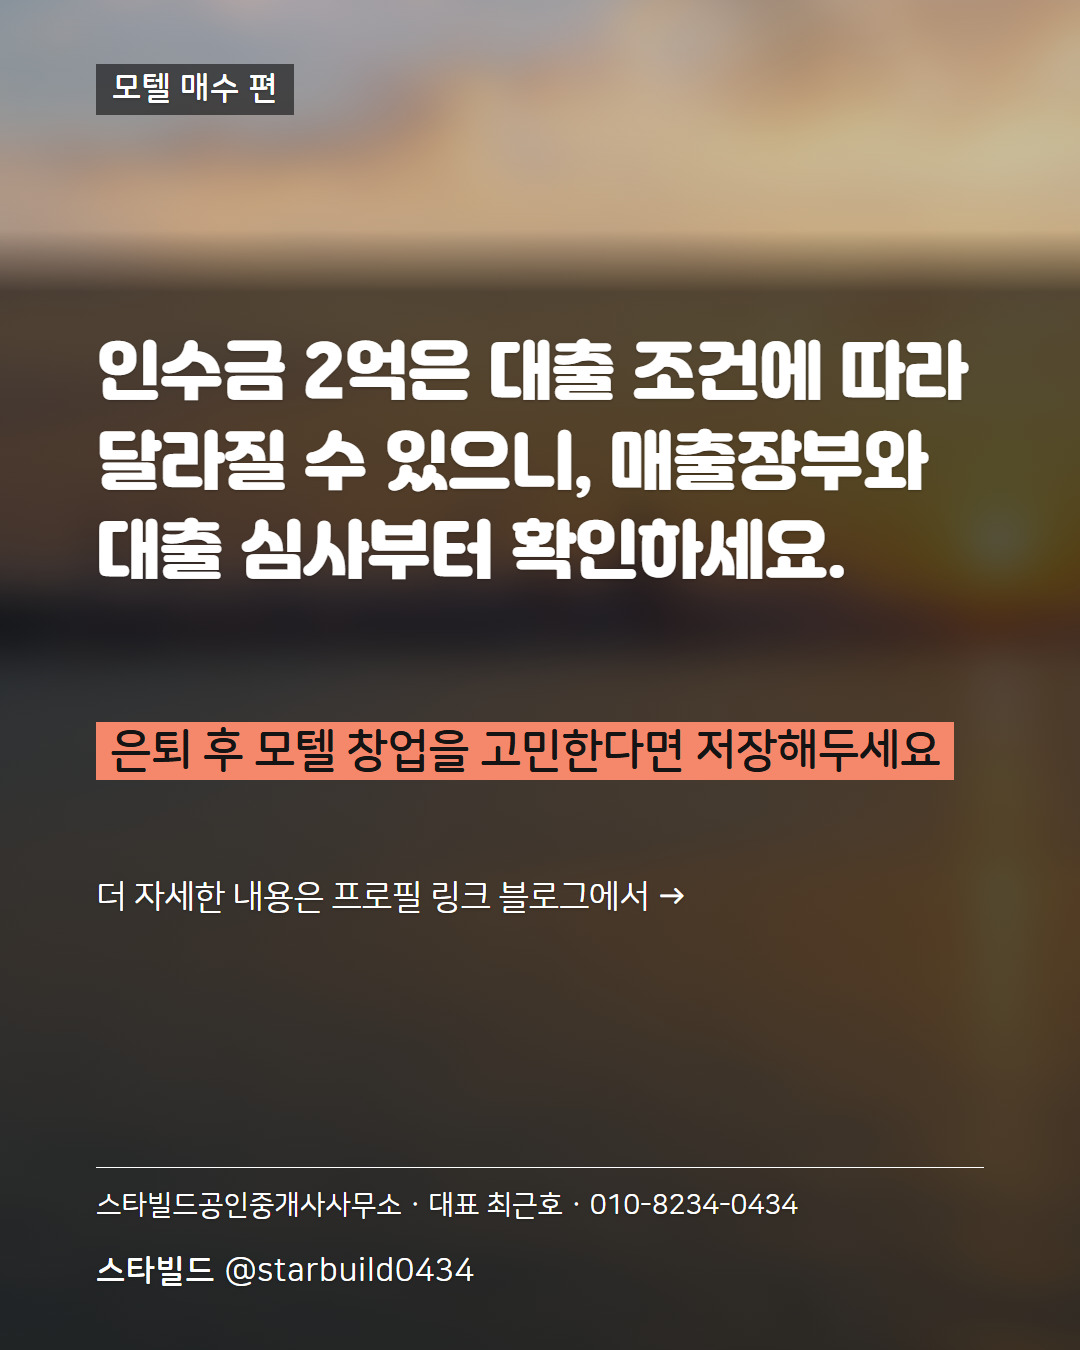 모텔 매수 편
인수금 2억은 대출 조건에 따라
달라질 수 있으니, 매출장부와
대출 심사부터 확인하세요.
은퇴 후 모텔 창업을 고민한다면 저장해두세요
더 자세한 내용은 프로필 링크 블로그에서 →
스타빌드공인중개사사무소 · 대표 최근호 · 010-8234-0434
스타빌드 @starbuild0434